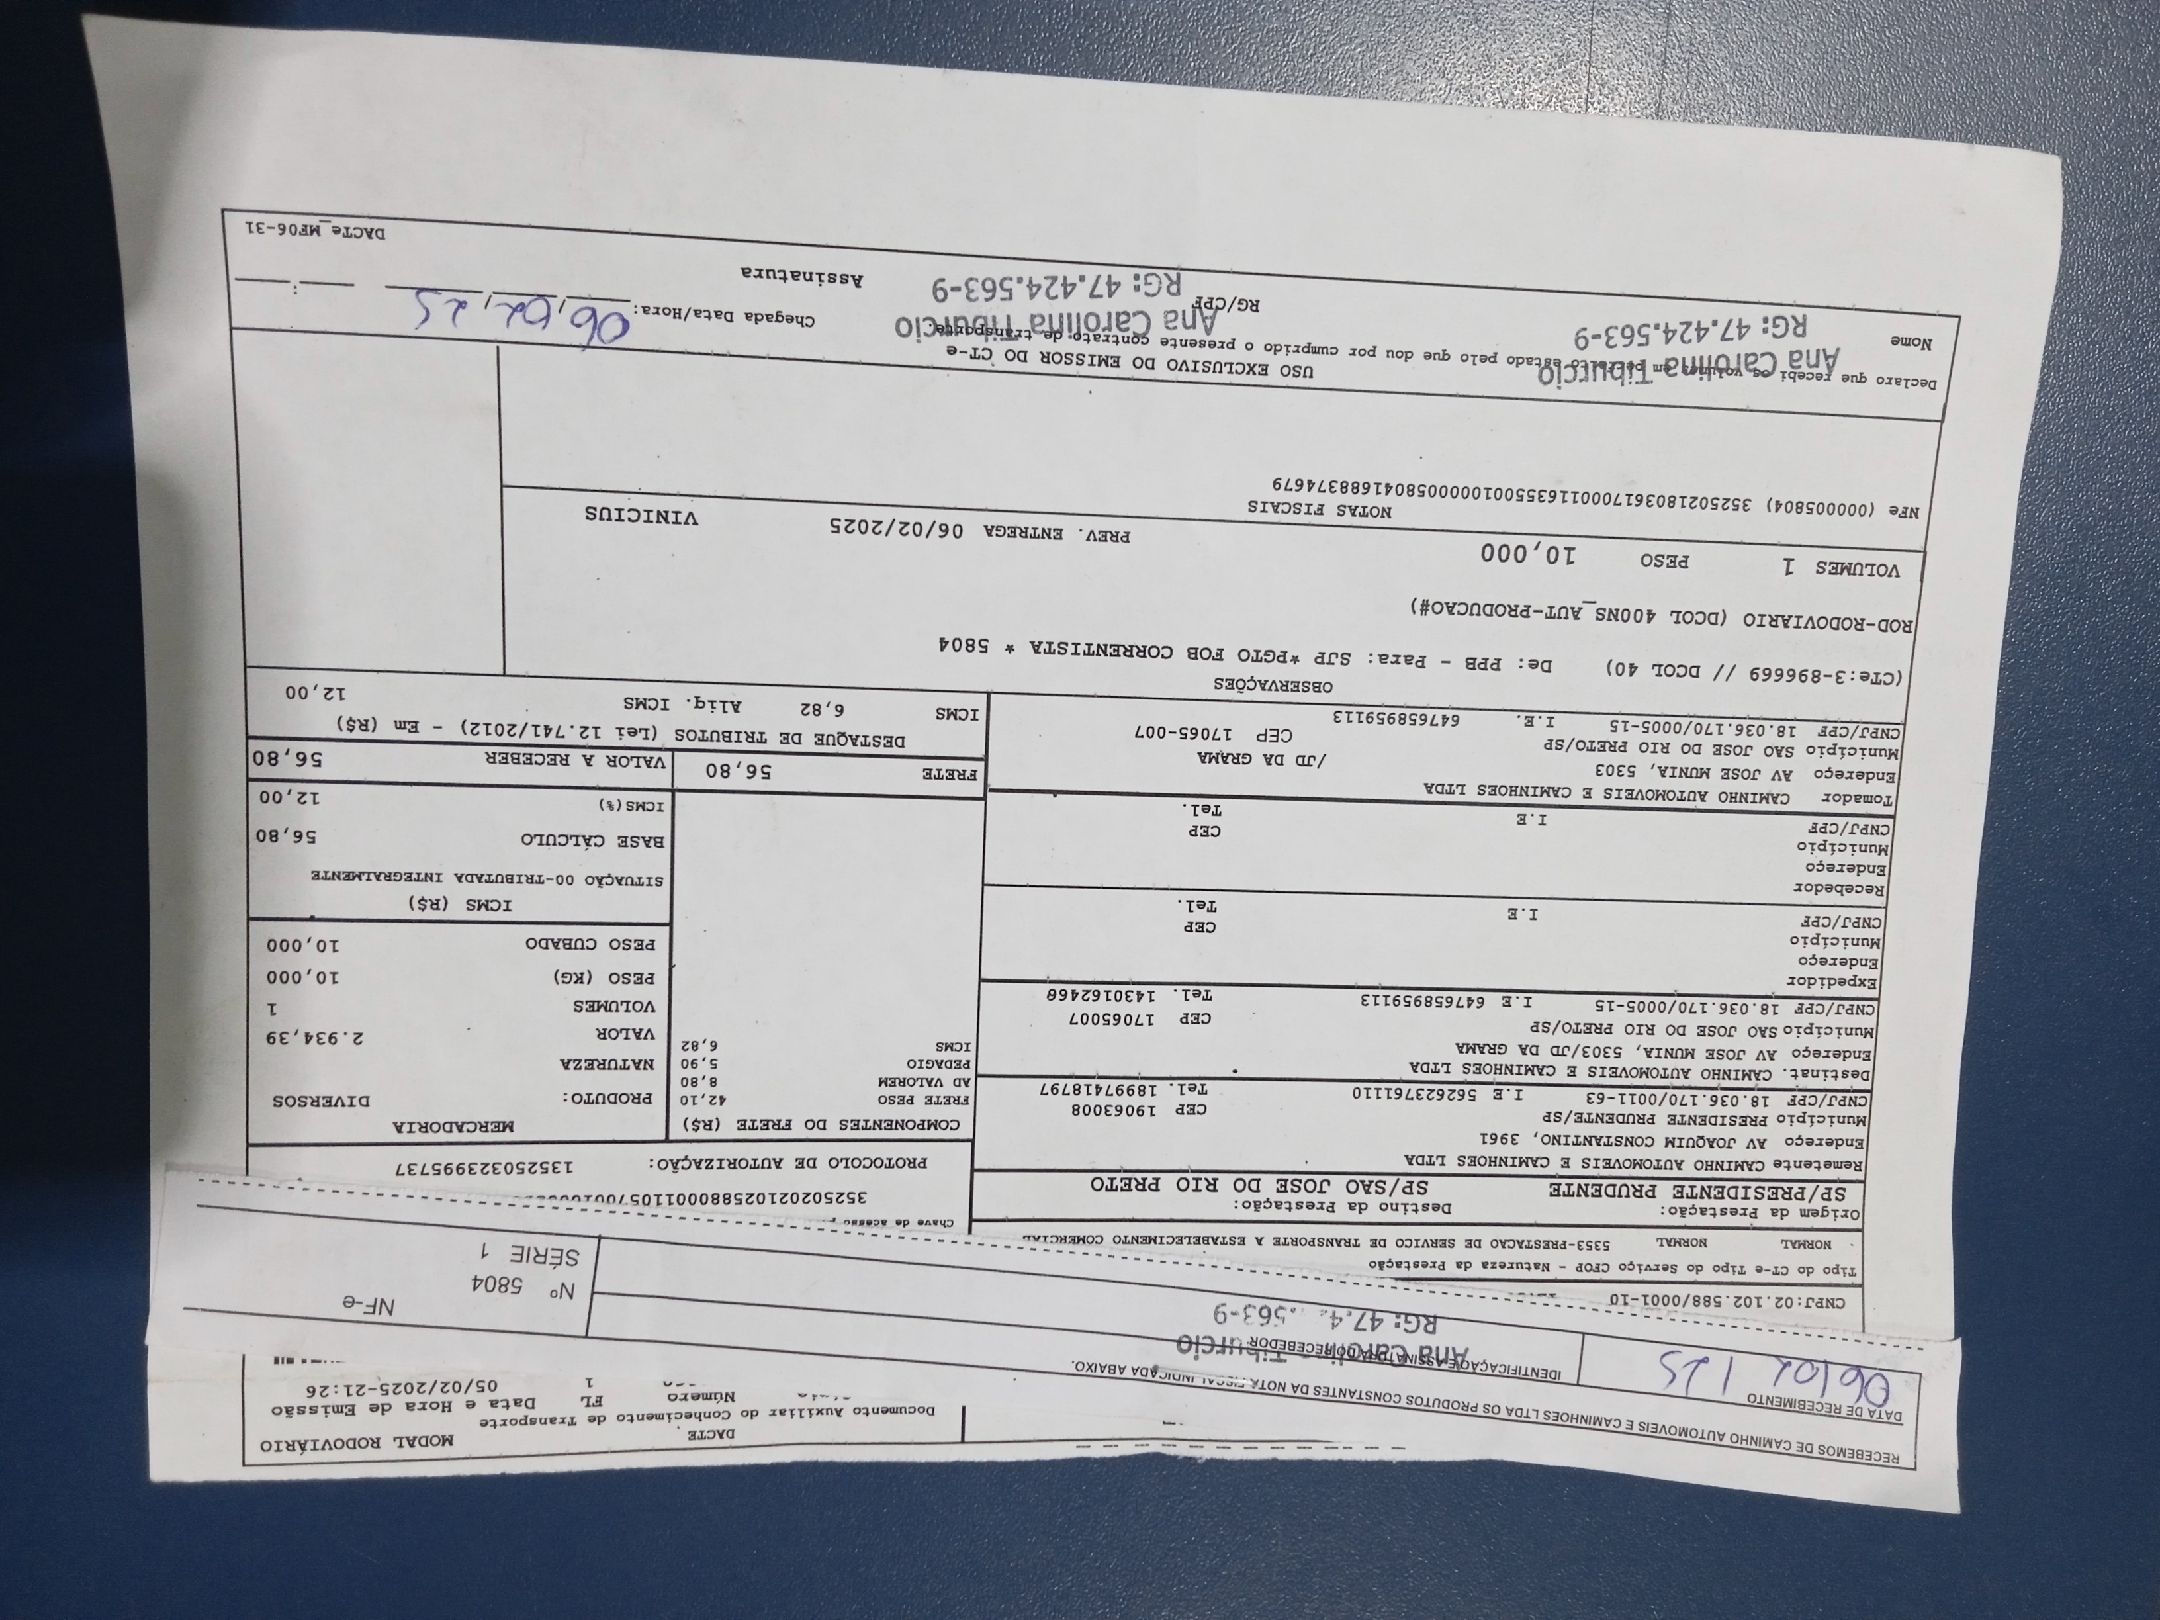 DACTE
MODAL RODOVIÁRIO
Documento Auxiliar do Conhecimento de Transporte
Número FL Data e Hora de Emissão
1 05/02/2025-21:26
RECEBEMOS DE CAMINHO AUTOMOVEIS E CAMINHOES LTDA OS PRODUTOS CONSTANTES DA NOTA FISCAL INDICADA ABAIXO.
DATA DE RECEBIMENTO
06/02/25
IDENTIFICAÇÃO E ASSINATURA DO RECEBEDOR
Ana Carolina Tiburcio
NF-e
Nº 5804
SÉRIE 1
CNPJ:02.102.588/0001-10
Tipo do CT-e Tipo do Serviço CFOP - Natureza da Prestação
NORMAL NORMAL 5353-PRESTACAO DE SERVICO DE TRANSPORTE A ESTABELECIMENTO COMERCIAL
Chave de acesso
Origem da Prestação: Destino da Prestação:
SP/PRESIDENTE PRUDENTE SP/SAO JOSE DO RIO PRETO
PROTOCOLO DE AUTORIZAÇÃO: 135250323995737
Remetente CAMINHO AUTOMOVEIS E CAMINHOES LTDA
Endereço AV JOAQUIM CONSTANTINO, 3961
Município PRESIDENTE PRUDENTE/SP CEP 19063008
CNPJ/CPF 18.036.170/0011-63 I.E 562623761110 Tel. 18997418797
Destinat. CAMINHO AUTOMOVEIS E CAMINHOES LTDA
Endereço AV JOSE MUNIA, 5303/JD DA GRAMA
Município SAO JOSE DO RIO PRETO/SP CEP 17065007
CNPJ/CPF 18.036.170/0005-15 I.E 647658959113 Tel. 1430162468
Expedidor
Endereço
Município CEP
CNPJ/CPF I.E Tel.
Recebedor
Endereço
Município CEP
CNPJ/CPF I.E Tel.
Tomador CAMINHO AUTOMOVEIS E CAMINHOES LTDA
Endereço AV JOSE MUNIA, 5303 /JD DA GRAMA
Município SAO JOSE DO RIO PRETO/SP CEP 17065-007
CNPJ/CPF 18.036.170/0005-15 I.E. 647658959113
COMPONENTES DO FRETE (R$)
FRETE PESO 42,10
AD VALOREM 8,80
PEDAGIO 5,90
ICMS 6,82
MERCADORIA
PRODUTO: DIVERSOS
NATUREZA
VALOR 2.934,39
VOLUMES 1
PESO (KG) 10,000
PESO CUBADO 10,000
ICMS (R$)
SITUAÇÃO 00-TRIBUTADA INTEGRALMENTE
BASE CÁLCULO 56,80
ICMS(%) 12,00
FRETE 56,80 VALOR A RECEBER 56,80
DESTAQUE DE TRIBUTOS (Lei 12.741/2012) - Em (R$)
ICMS 6,82 Aliq. ICMS 12,00
OBSERVAÇÕES
(CTe:3-896669 // DCOL 40) De: PPB - Para: SJP *PGTO FOB CORRENTISTA * 5804
ROD-RODOVIARIO (DCOL 400NS_AUT-PRODUCAO#)
VOLUMES 1 PESO 10,000 PREV. ENTREGA 06/02/2025 VINICIUS
NOTAS FISCAIS
NFe (000005804) 35250218036170001163550010000058041688374679
USO EXCLUSIVO DO EMISSOR DO CT-e
Declaro que recebi os volumes em perfeito estado pelo que dou por cumprido o presente contrato de transporte.
Ana Carolina Tiburcio
RG: 47.424.563-9
Ana Carolina Tiburcio
RG: 47.424.563-9
Nome RG/CPF Assinatura
Chegada Data/Hora: 06/02/25
DACTe_MF06-31